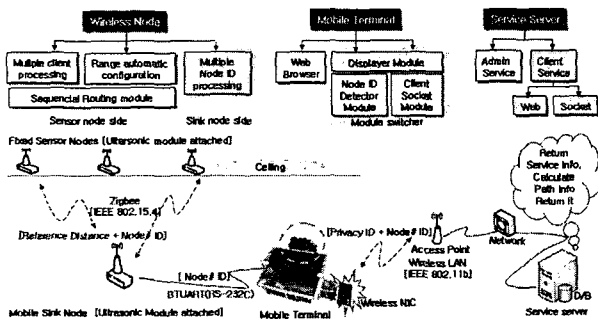 Wireless Node
Mobile Terminal
Service Server
Multiple client
processing
Range automatic
configuration
Multiple
Node ID
processing
Sequencial Routing module
Sensor node side
Sink node side
Web
Browser
Displayer Module
Node ID
Detector
Module
Client
Socket
Module
Module switcher
Admin
Service
Client
Service
Web
Socket
Fixed Sensor Nodes [Ultarsonic module attached]
Ceiling
Zigbee
[IEEE 802.15.4]
[Reference Distance + Node# ID]
[Node# ID]
BTUART(RS-232C)
Mobile Sink Node [Ultrasonic Module attached]
Mobile Terminal
[Privacy ID + Node# ID]
Wireless NIC
Access Point
Wireless LAN
[IEEE 802.11b]
Network
Return
Service Info,
Calculate
Path Info
Return it
D/B
Service server